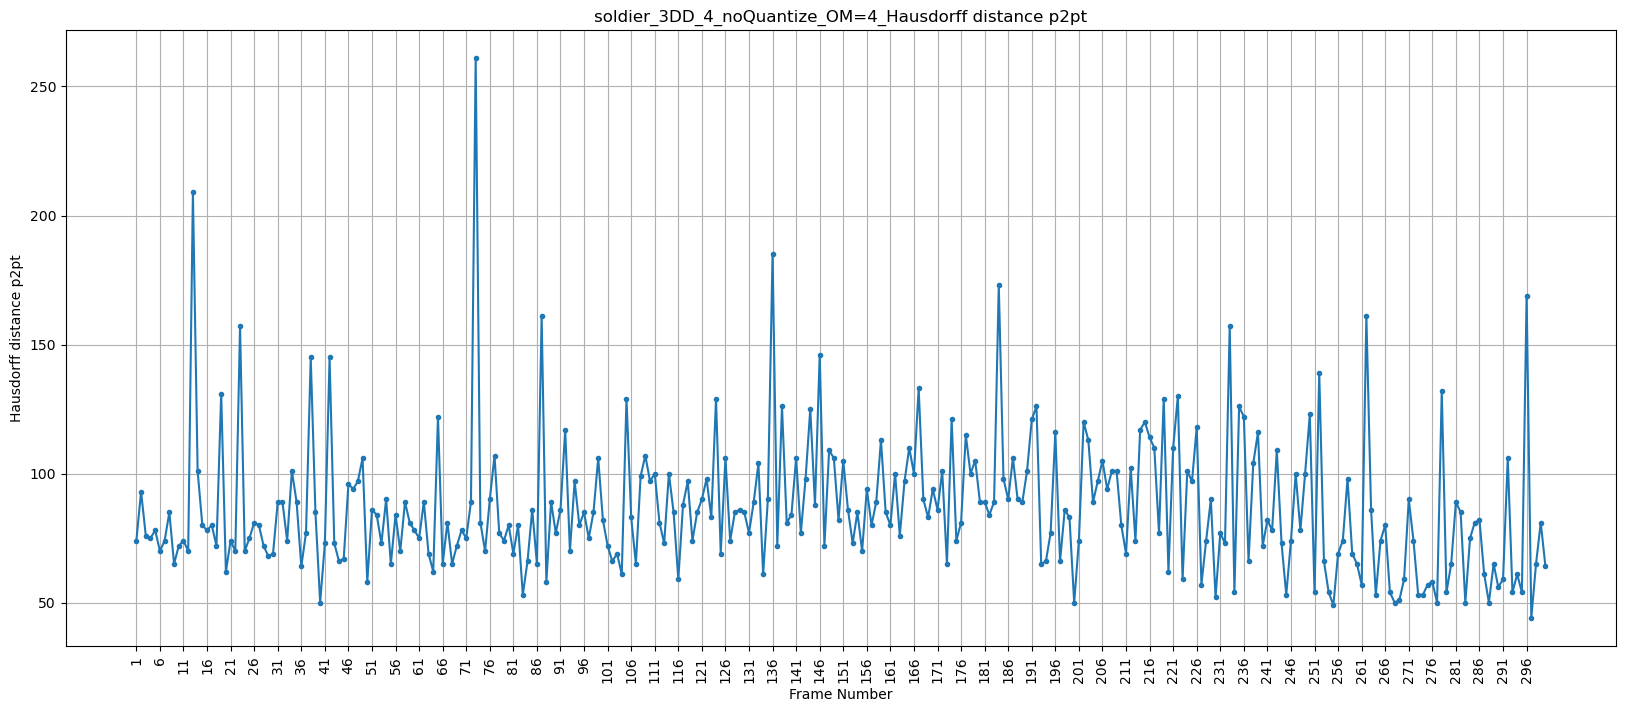 soldier_3DD_4_noQuantize_OM=4_Hausdorff distance p2pt
Hausdorff distance p2pt
250
200
150
100
50
1 6 11 16 21 26 31 36 41 46 51 56 61 66 71 76 81 86 91 96 101 106 111 116 121 126 131 136 141 146 151 156 161 166 171 176 181 186 191 196 201 206 211 216 221 226 231 236 241 246 251 256 261 266 271 276 281 286 291 296
Frame Number